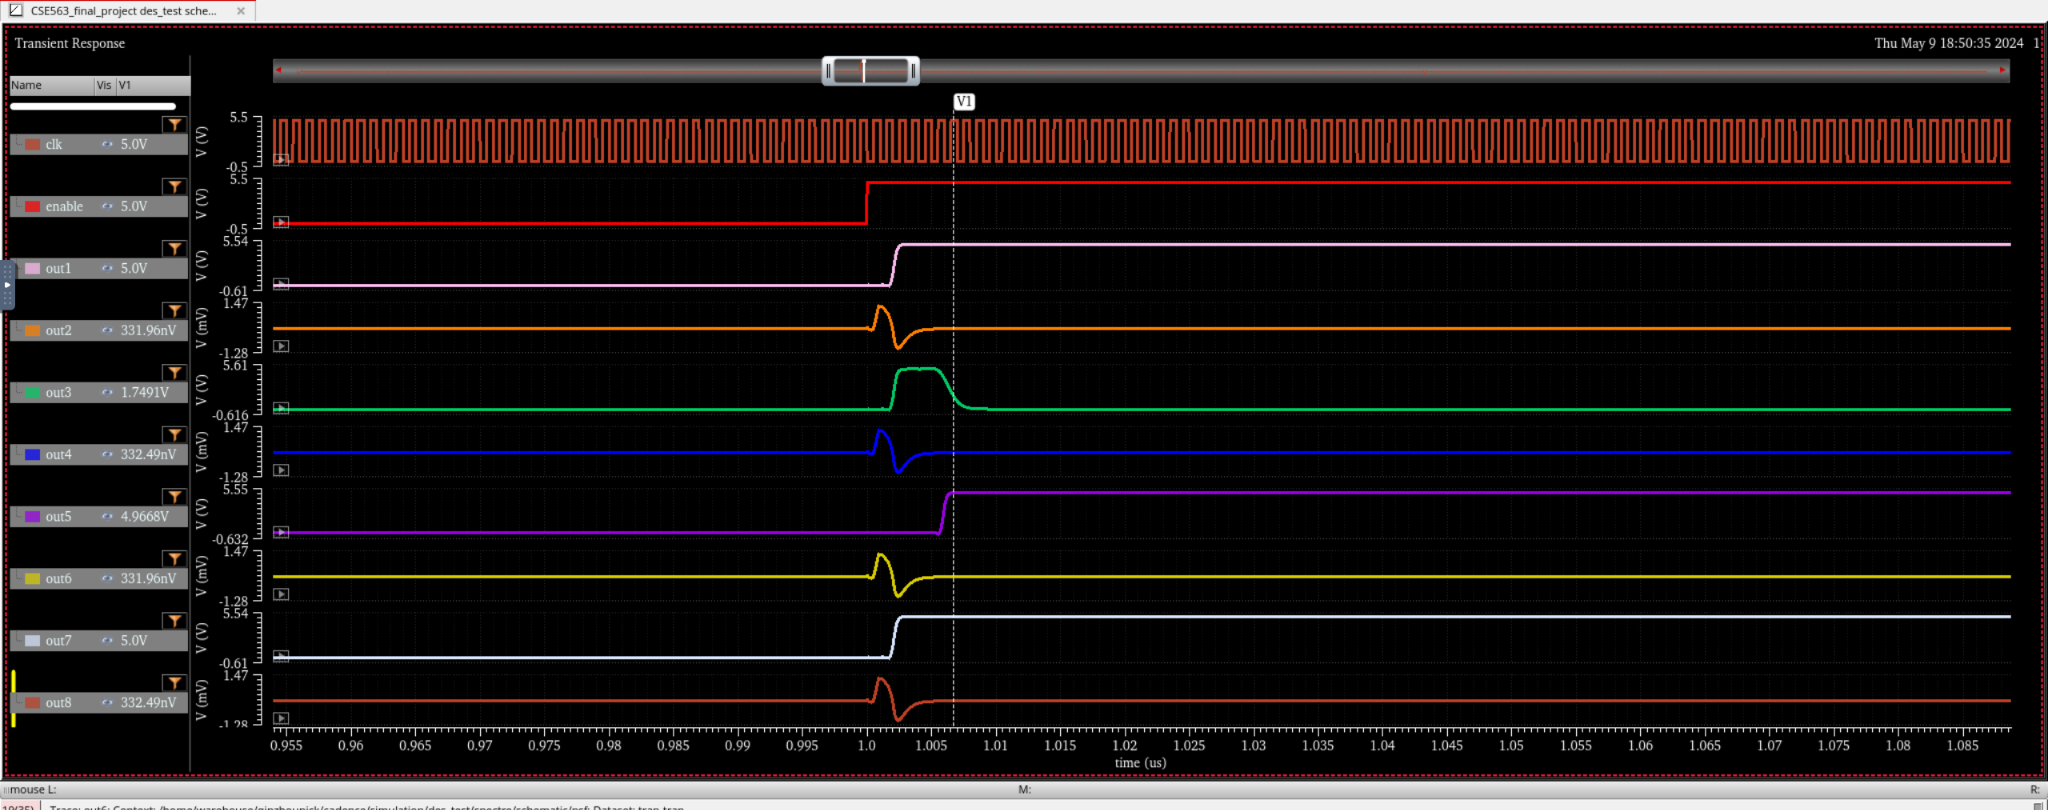 CSE563_final_project des_test sche...
Transient Response
Thu May 9 18:50:35 2024 1
Name Vis V1
V1
5.5
clk 5.0V
V (V)
-0.5
5.5
enable 5.0V
V (V)
-0.5
5.54
out1 5.0V
V (V)
-0.61
1.47
out2 331.96nV
V (mV)
-1.28
5.61
out3 1.7491V
V (V)
-0.616
1.47
out4 332.49nV
V (mV)
-1.28
5.55
out5 4.9668V
V (V)
-0.632
1.47
out6 331.96nV
V (mV)
-1.28
5.54
out7 5.0V
V (V)
-0.61
1.47
out8 332.49nV
V (mV)
-1.28
0.955 0.96 0.965 0.97 0.975 0.98 0.985 0.99 0.995 1.0 1.005 1.01 1.015 1.02 1.025 1.03 1.035 1.04 1.045 1.05 1.055 1.06 1.065 1.07 1.075 1.08 1.085
time (us)
mouse L: M: R: